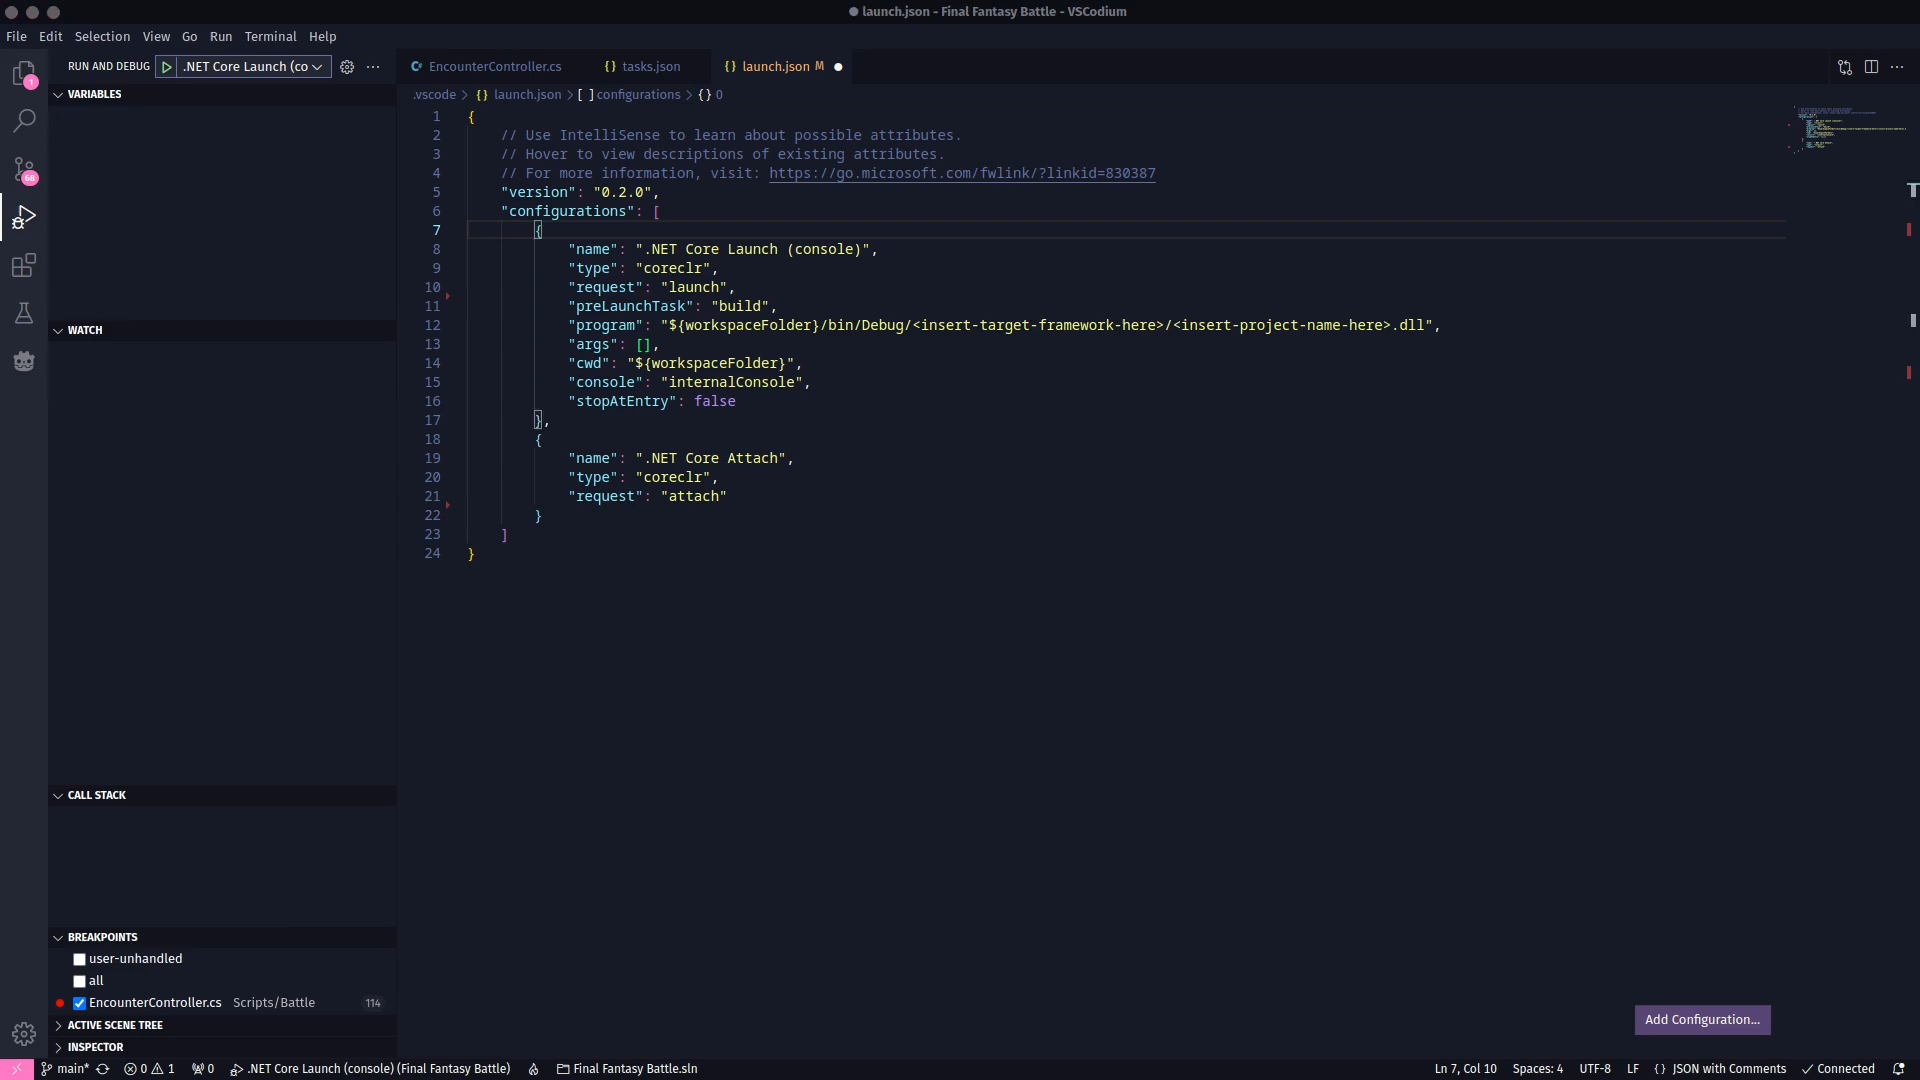 ● launch.json - Final Fantasy Battle - VSCodium
File Edit Selection View Go Run Terminal Help
RUN AND DEBUG .NET Core Launch (co
EncounterController.cs {} tasks.json {} launch.json M ●
1
68
VARIABLES
.vscode > {} launch.json > [ ] configurations > {} 0
1 {
2 // Use IntelliSense to learn about possible attributes.
3 // Hover to view descriptions of existing attributes.
4 // For more information, visit: https://go.microsoft.com/fwlink/?linkid=830387
5 "version": "0.2.0",
6 "configurations": [
7 {
8 "name": ".NET Core Launch (console)",
9 "type": "coreclr",
10 "request": "launch",
11 "preLaunchTask": "build",
12 "program": "${workspaceFolder}/bin/Debug/<insert-target-framework-here>/<insert-project-name-here>.dll",
13 "args": [],
14 "cwd": "${workspaceFolder}",
15 "console": "internalConsole",
16 "stopAtEntry": false
17 },
18 {
19 "name": ".NET Core Attach",
20 "type": "coreclr",
21 "request": "attach"
22 }
23 ]
24 }
WATCH
CALL STACK
BREAKPOINTS
user-unhandled
all
EncounterController.cs Scripts/Battle 114
ACTIVE SCENE TREE
INSPECTOR
Add Configuration...
main* 0 1 0 .NET Core Launch (console) (Final Fantasy Battle) Final Fantasy Battle.sln
Ln 7, Col 10 Spaces: 4 UTF-8 LF {} JSON with Comments Connected